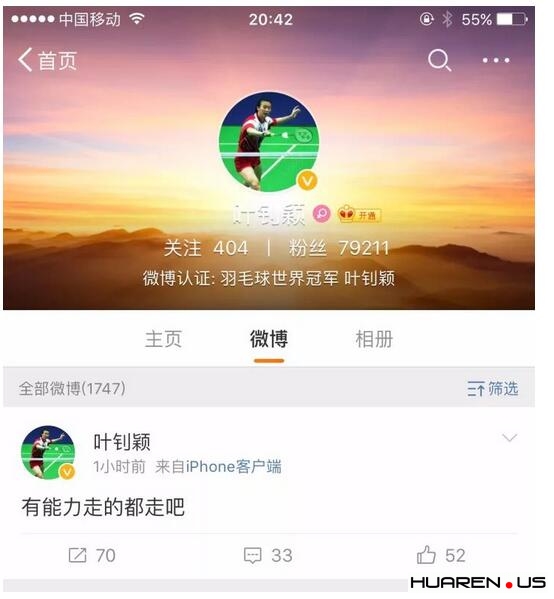 中国移动 20:42 55%
首页
叶钊颖 开通
关注 404 | 粉丝 79211
微博认证: 羽毛球世界冠军 叶钊颖
主页 微博 相册
全部微博(1747) 筛选
叶钊颖
1小时前 来自iPhone客户端
有能力走的都走吧
70 33 52
HUAREN.US